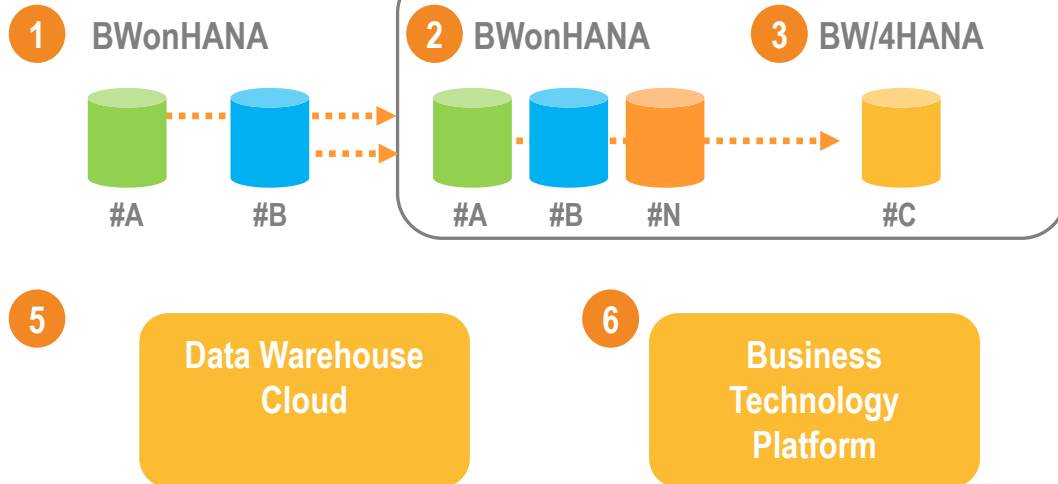 1 BWonHANA
2 BWonHANA
3 BW/4HANA
#A
#B
#A
#B
#N
#C
5
Data Warehouse
Cloud
6
Business
Technology
Platform